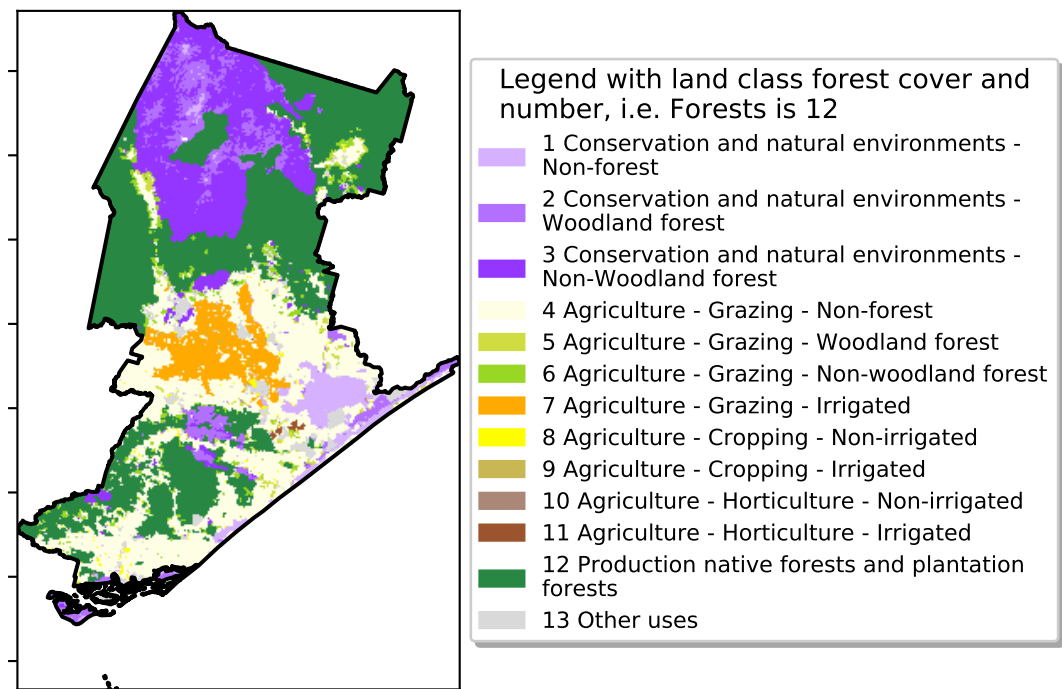 Legend with land class forest cover and
number, i.e. Forests is 12
1 Conservation and natural environments -
Non-forest
2 Conservation and natural environments -
Woodland forest
3 Conservation and natural environments -
Non-Woodland forest
4 Agriculture - Grazing - Non-forest
5 Agriculture - Grazing - Woodland forest
6 Agriculture - Grazing - Non-woodland forest
7 Agriculture - Grazing - Irrigated
8 Agriculture - Cropping - Non-irrigated
9 Agriculture - Cropping - Irrigated
10 Agriculture - Horticulture - Non-irrigated
11 Agriculture - Horticulture - Irrigated
12 Production native forests and plantation
forests
13 Other uses